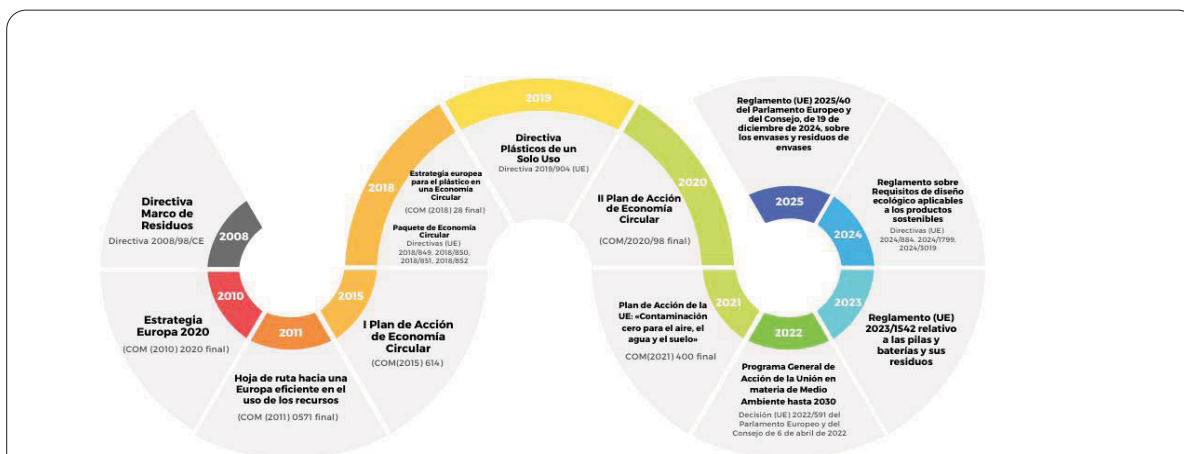 2008
Directiva
Marco de
Residuos
Directiva 2008/98/CE
2010
Estrategia
Europa 2020
(COM (2010) 2020 final)
2011
Hoja de ruta hacia una
Europa eficiente en el
uso de los recursos
(COM (2011) 0571 final)
2015
I Plan de Acción
de Economía
Circular
(COM(2015) 614)
2018
Estrategia europea
para el plástico en
una Economía
Circular
(COM (2018) 28 final)
Paquete de Economía
Circular
Directivas (UE)
2018/849, 2018/850,
2018/851, 2018/852
2019
Directiva
Plásticos de un
Solo Uso
Directiva 2019/904 (UE)
2020
II Plan de Acción
de Economía
Circular
(COM/2020/98 final)
2021
Plan de Acción de la
UE: «Contaminación
cero para el aire, el
agua y el suelo»
COM(2021) 400 final
2022
Programa General de
Acción de la Unión en
materia de Medio
Ambiente hasta 2030
Decisión (UE) 2022/591 del
Parlamento Europeo y del
Consejo de 6 de abril de 2022
2023
Reglamento (UE)
2023/1542 relativo
a las pilas y
baterías y sus
residuos
2024
Reglamento sobre
Requisitos de diseño
ecológico aplicables
a los productos
sostenibles
Directivas (UE)
2024/884, 2024/1799,
2024/3019
2025
Reglamento (UE) 2025/40
del Parlamento Europeo y
del Consejo, de 19 de
diciembre de 2024, sobre
los envases y residuos de
envases